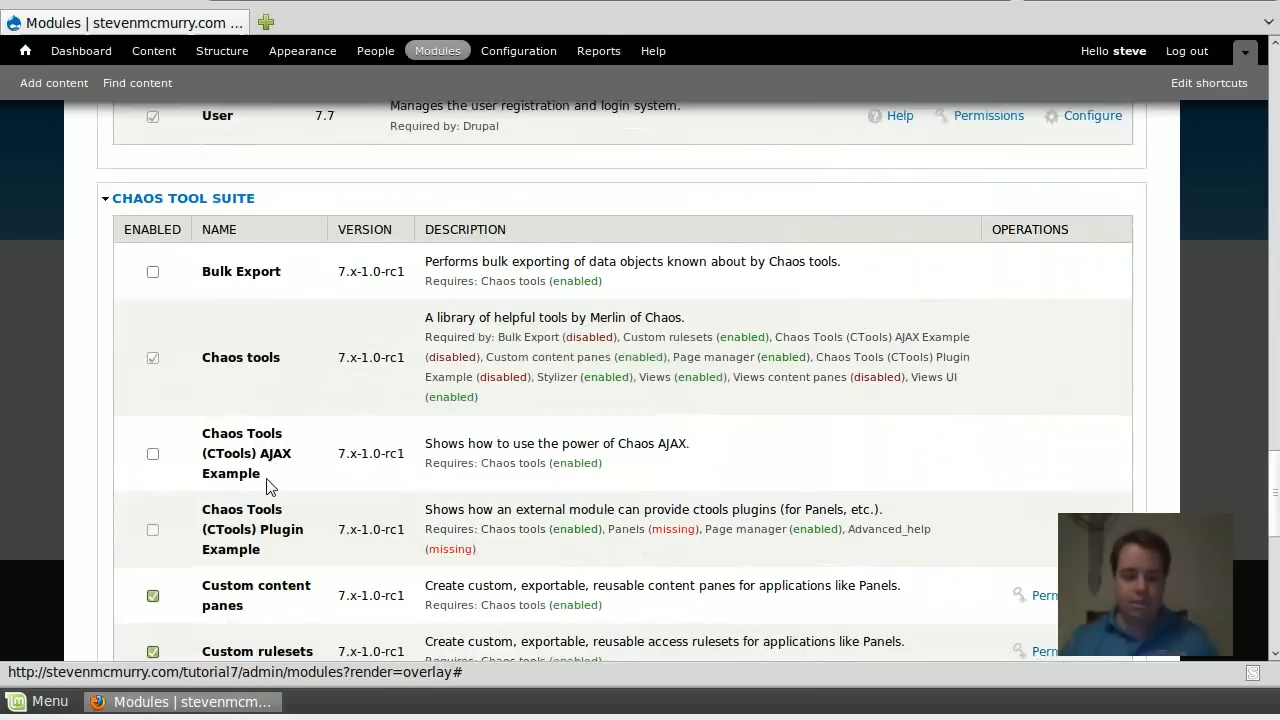 Modules | stevenmcmurry.com ...
Dashboard Content Structure Appearance People Modules Configuration Reports Help Hello steve Log out
Add content Find content Edit shortcuts
User 7.7 Manages the user registration and login system. Help Permissions Configure
Required by: Drupal
CHAOS TOOL SUITE
ENABLED NAME VERSION DESCRIPTION OPERATIONS
Bulk Export 7.x-1.0-rc1 Performs bulk exporting of data objects known about by Chaos tools.
Requires: Chaos tools (enabled)
A library of helpful tools by Merlin of Chaos.
Required by: Bulk Export (disabled), Custom rulesets (enabled), Chaos Tools (CTools) AJAX Example
Chaos tools 7.x-1.0-rc1 (disabled), Custom content panes (enabled), Page manager (enabled), Chaos Tools (CTools) Plugin
Example (disabled), Stylizer (enabled), Views (enabled), Views content panes (disabled), Views UI
(enabled)
Chaos Tools
(CTools) AJAX
Example
7.x-1.0-rc1
Shows how to use the power of Chaos AJAX.
Requires: Chaos tools (enabled)
Chaos Tools
(CTools) Plugin
Example
7.x-1.0-rc1
Shows how an external module can provide ctools plugins (for Panels, etc.).
Requires: Chaos tools (enabled), Panels (missing), Page manager (enabled), Advanced_help
(missing)
Custom content
panes
7.x-1.0-rc1
Create custom, exportable, reusable content panes for applications like Panels.
Requires: Chaos tools (enabled)
Perm
Custom rulesets 7.x-1.0-rc1 Create custom, exportable, reusable access rulesets for applications like Panels.
Requires: Chaos tools (enabled)
Perm
http://stevenmcmurry.com/tutorial7/admin/modules?render=overlay#
Menu Modules | stevenmcm...